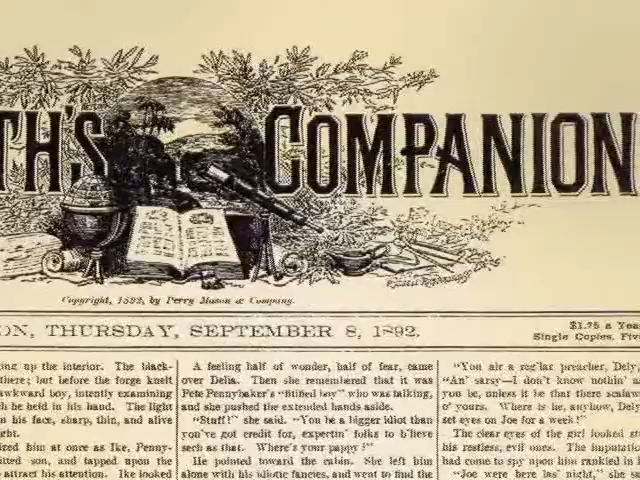 TH'S COMPANION
Copyright, 1892, by Perry Mason & Company.
ON, THURSDAY, SEPTEMBER 8, 1892.
$1.75 a Yea
Single Copies, Five
ing up the interior. The black-
there; but before the forge knelt
awkward boy, intently examining
h he held in his hand. The light
his face, sharp, thin, and alive
ght.
ized him at once as Ike, Penny-
itted son, and tapped upon the
attract his attention. Ike looked
A feeling half of wonder, half of fear, came
over Delia. Then she remembered that it was
Pete Pennybaker's "stifled boy" who was talking,
and she pushed the extended hands aside.
"Stuff!" she said. "You be a bigger idiot than
you've got credit for, expectin' folks to b'lieve
sech as that. Where's your pappy?"
He pointed toward the cabin. She left him
alone with his idiotic fancies, and went to find the
"You air a reg'lar preacher, Dely,
"An' sarsy—I don't know nothin'
you be, unless it be that there scalaw
o' yours. Where is he, anyhow, Dely
set eyes on Joe for a week!"
The clear eyes of the girl looked st
his restless, evil ones. The imputati
had come to spy upon him rankled in
"Joe were here las' night," she s